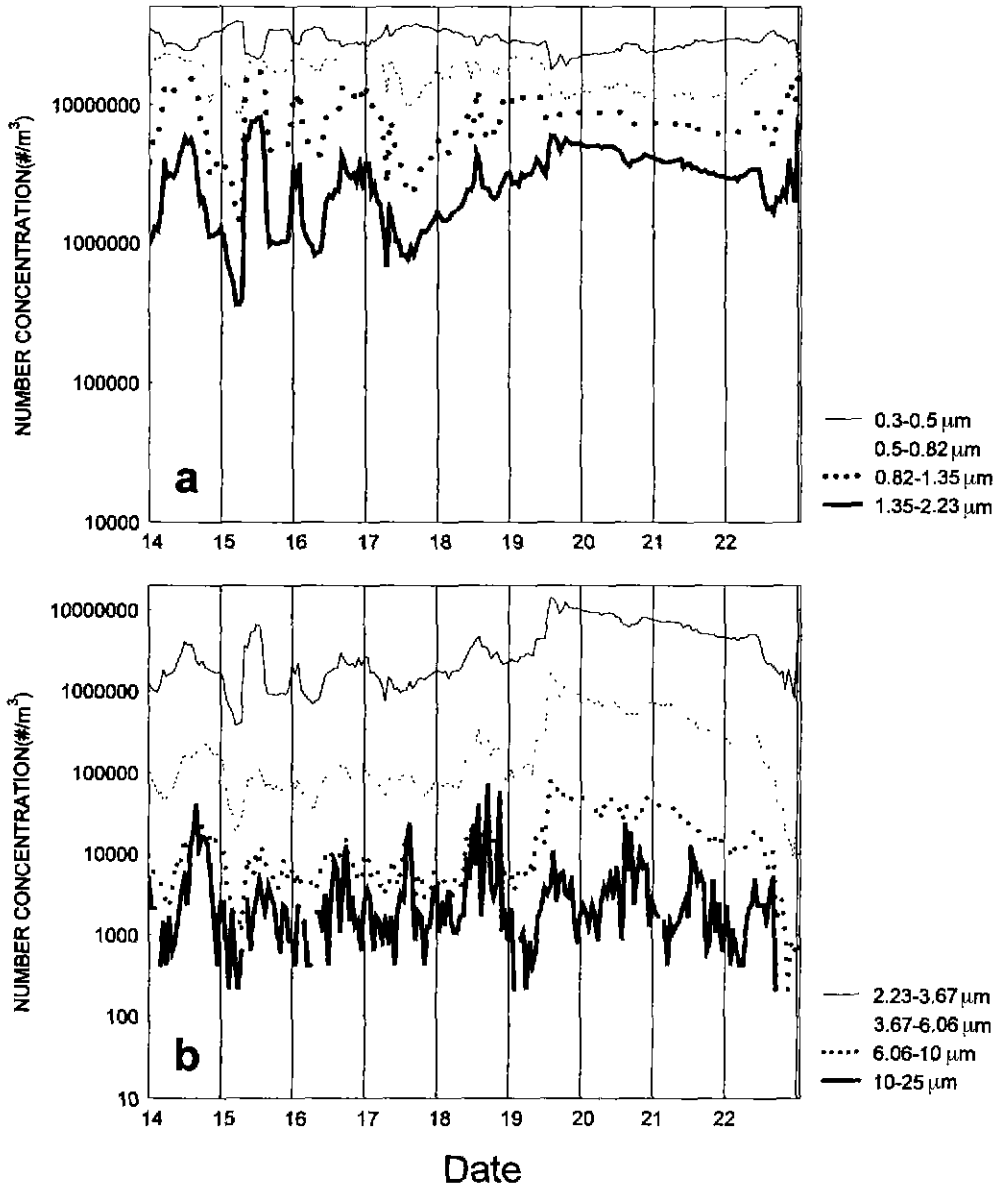 NUMBER CONCENTRATION(#/m³)
10000000
1000000
100000
10000
a
14 15 16 17 18 19 20 21 22
0.3-0.5 µm
0.5-0.82 µm
0.82-1.35 µm
1.35-2.23 µm
NUMBER CONCENTRATION(#/m³)
10000000
1000000
100000
10000
1000
100
10
b
14 15 16 17 18 19 20 21 22
2.23-3.67 µm
3.67-6.06 µm
6.06-10 µm
10-25 µm
Date